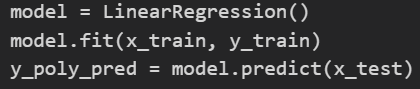 model = LinearRegression()
model.fit(x_train, y_train)
y_poly_pred = model.predict(x_test)